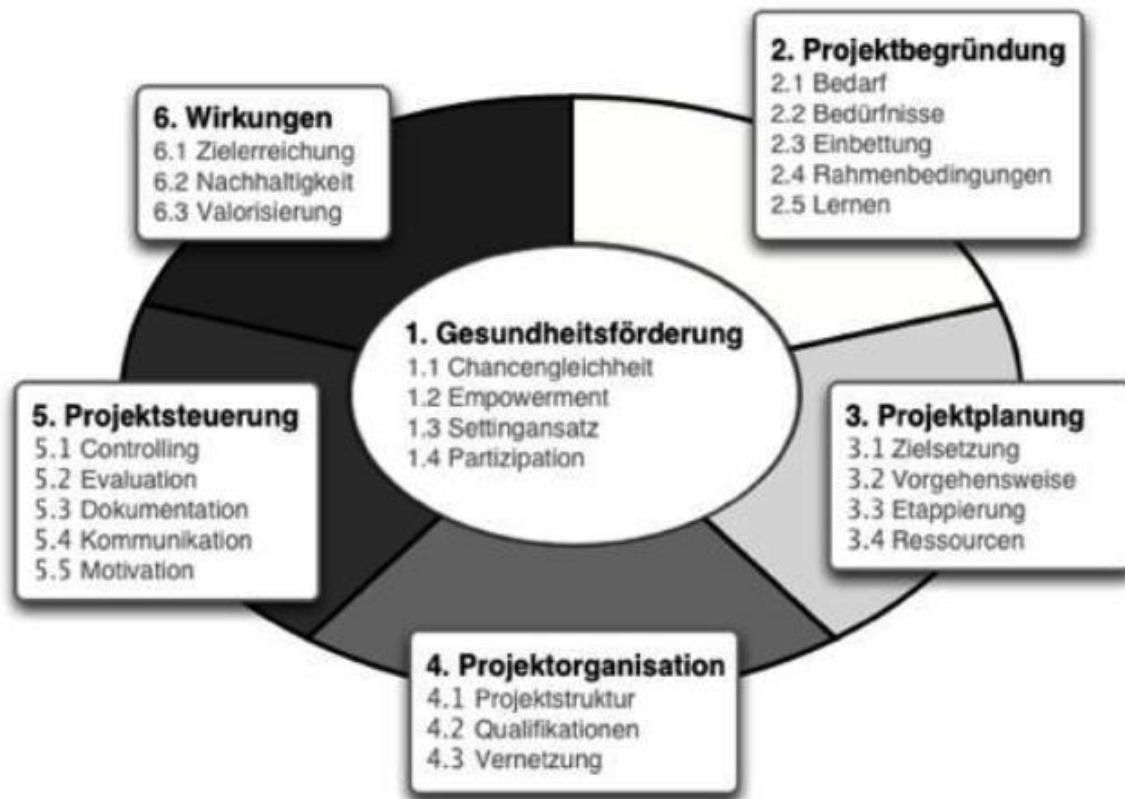 1. Gesundheitsförderung
1.1 Chancengleichheit
1.2 Empowerment
1.3 Settingansatz
1.4 Partizipation
2. Projektbegründung
2.1 Bedarf
2.2 Bedürfnisse
2.3 Einbettung
2.4 Rahmenbedingungen
2.5 Lernen
3. Projektplanung
3.1 Zielsetzung
3.2 Vorgehensweise
3.3 Etappierung
3.4 Ressourcen
4. Projektorganisation
4.1 Projektstruktur
4.2 Qualifikationen
4.3 Vernetzung
5. Projektsteuerung
5.1 Controlling
5.2 Evaluation
5.3 Dokumentation
5.4 Kommunikation
5.5 Motivation
6. Wirkungen
6.1 Zielerreichung
6.2 Nachhaltigkeit
6.3 Valorisierung